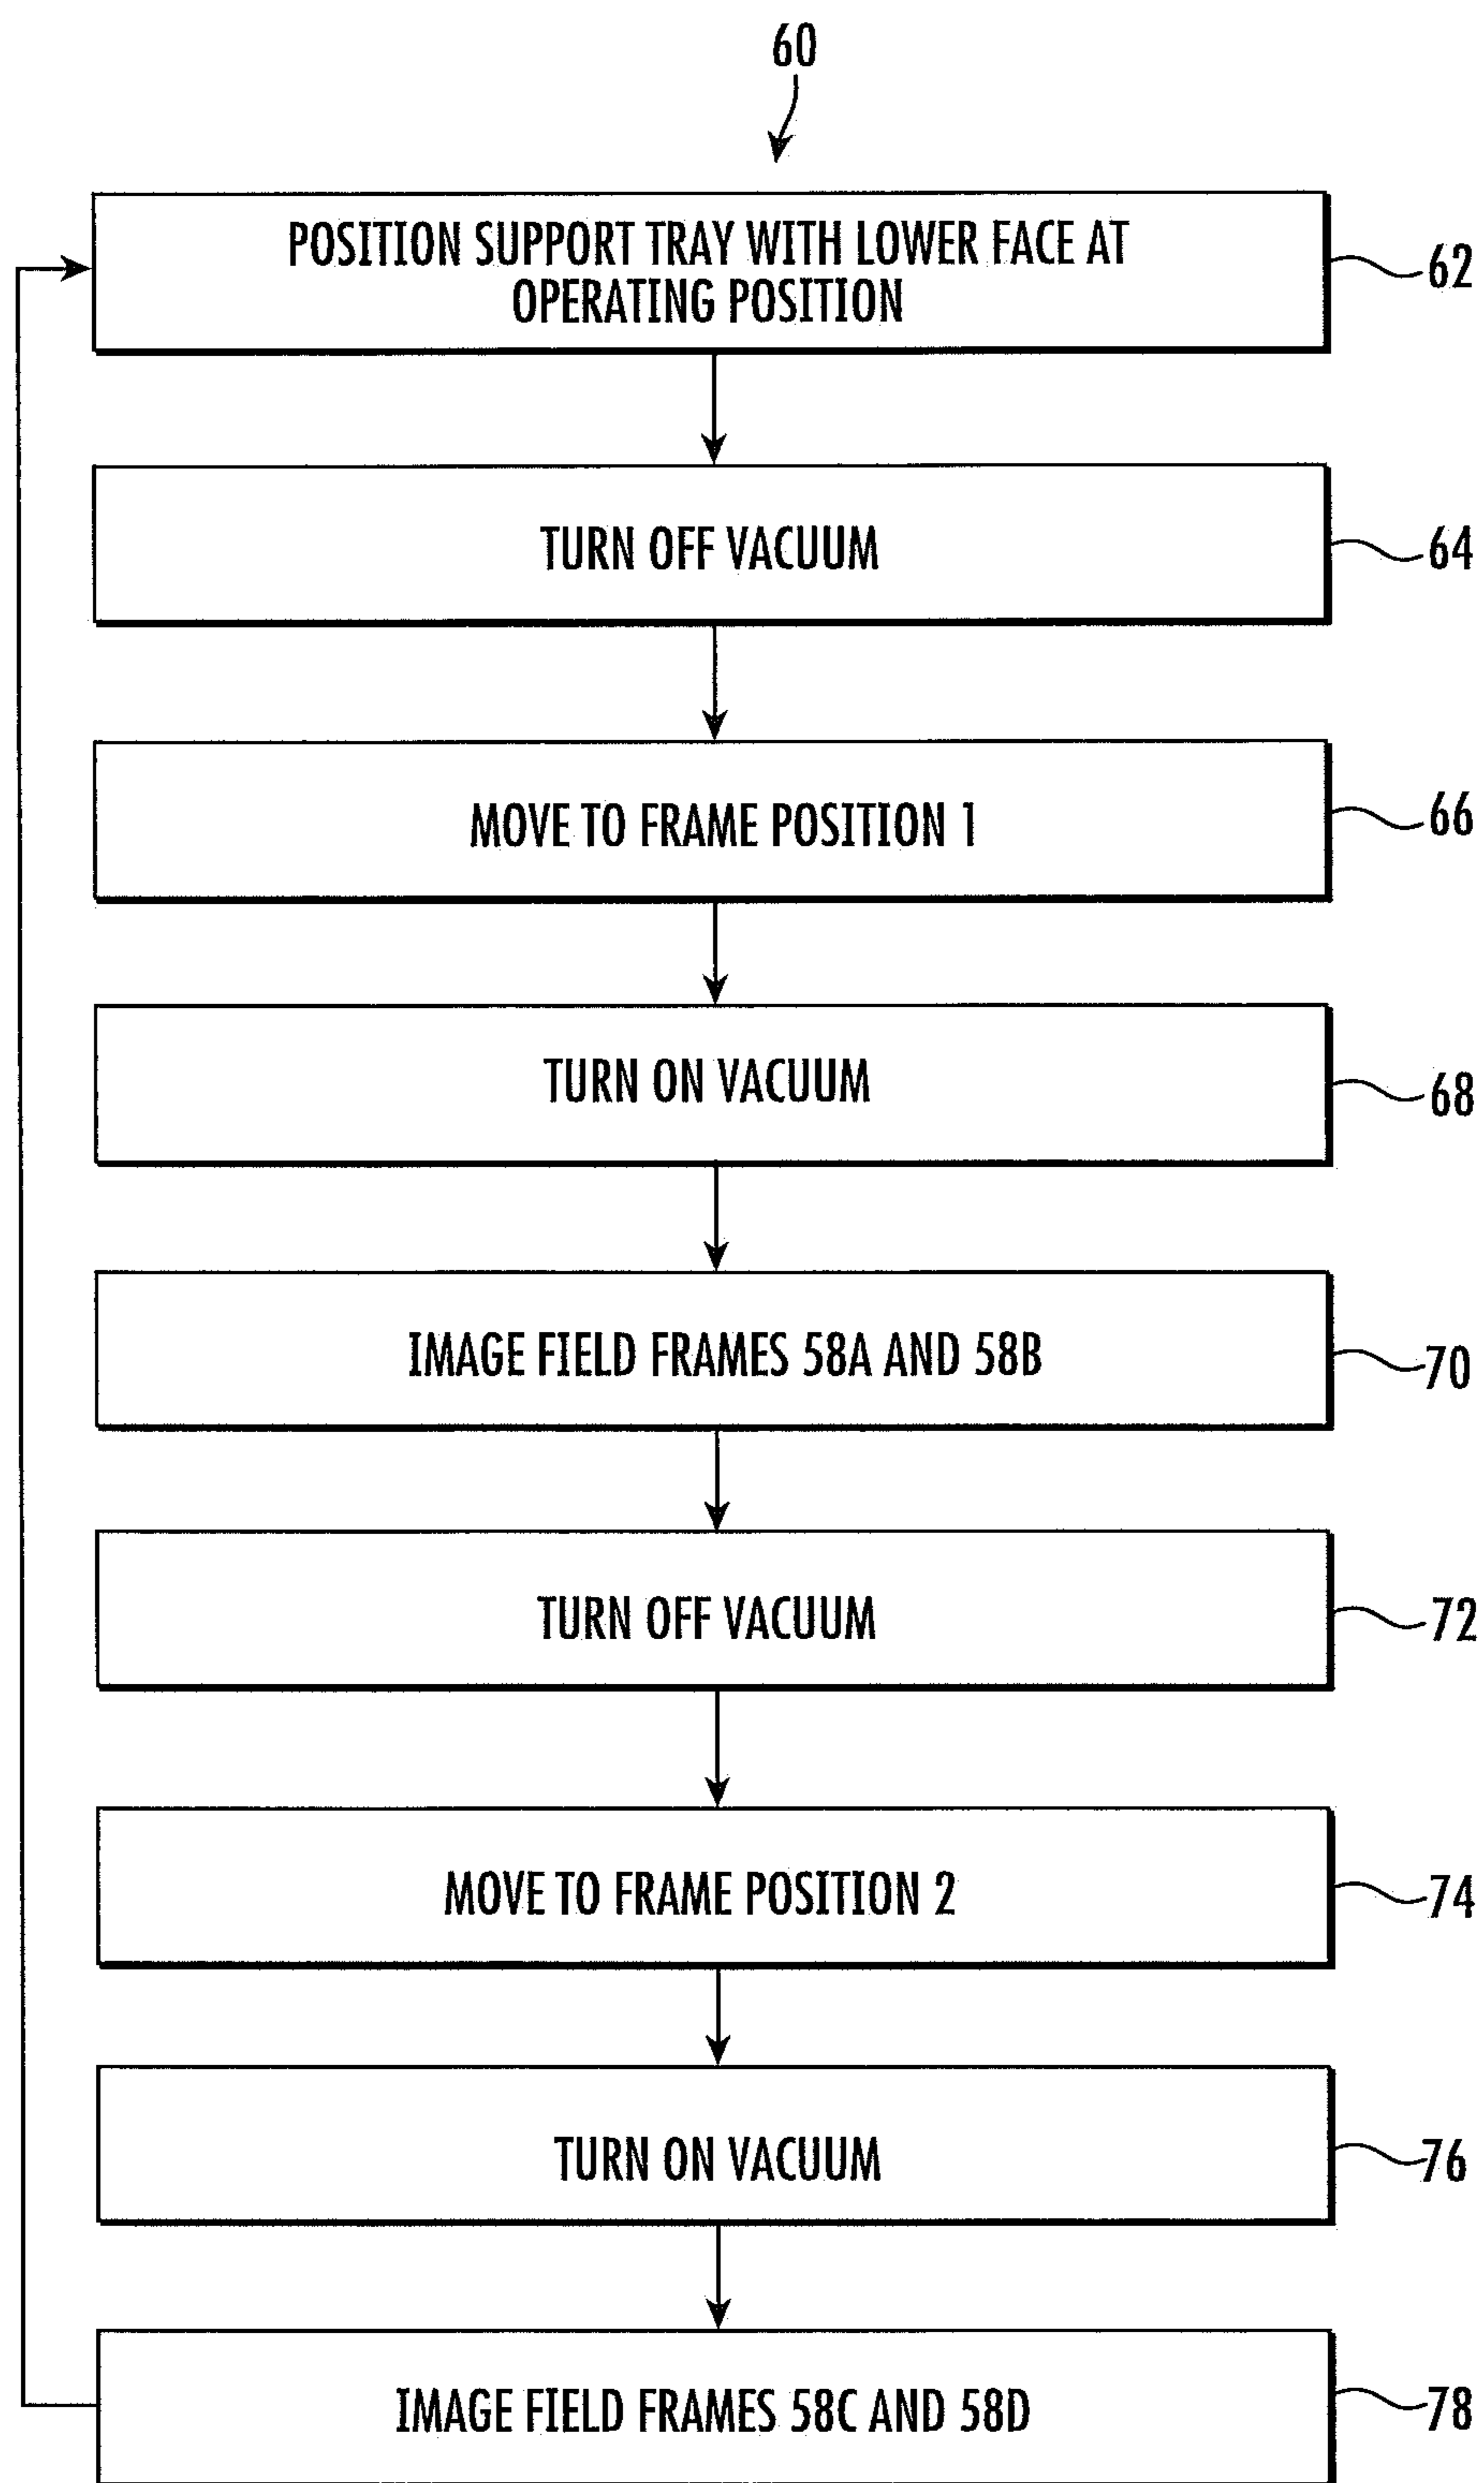 60
POSITION SUPPORT TRAY WITH LOWER FACE AT
OPERATING POSITION
62
TURN OFF VACUUM
64
MOVE TO FRAME POSITION 1
66
TURN ON VACUUM
68
IMAGE FIELD FRAMES 58A AND 58B
70
TURN OFF VACUUM
72
MOVE TO FRAME POSITION 2
74
TURN ON VACUUM
76
IMAGE FIELD FRAMES 58C AND 58D
78